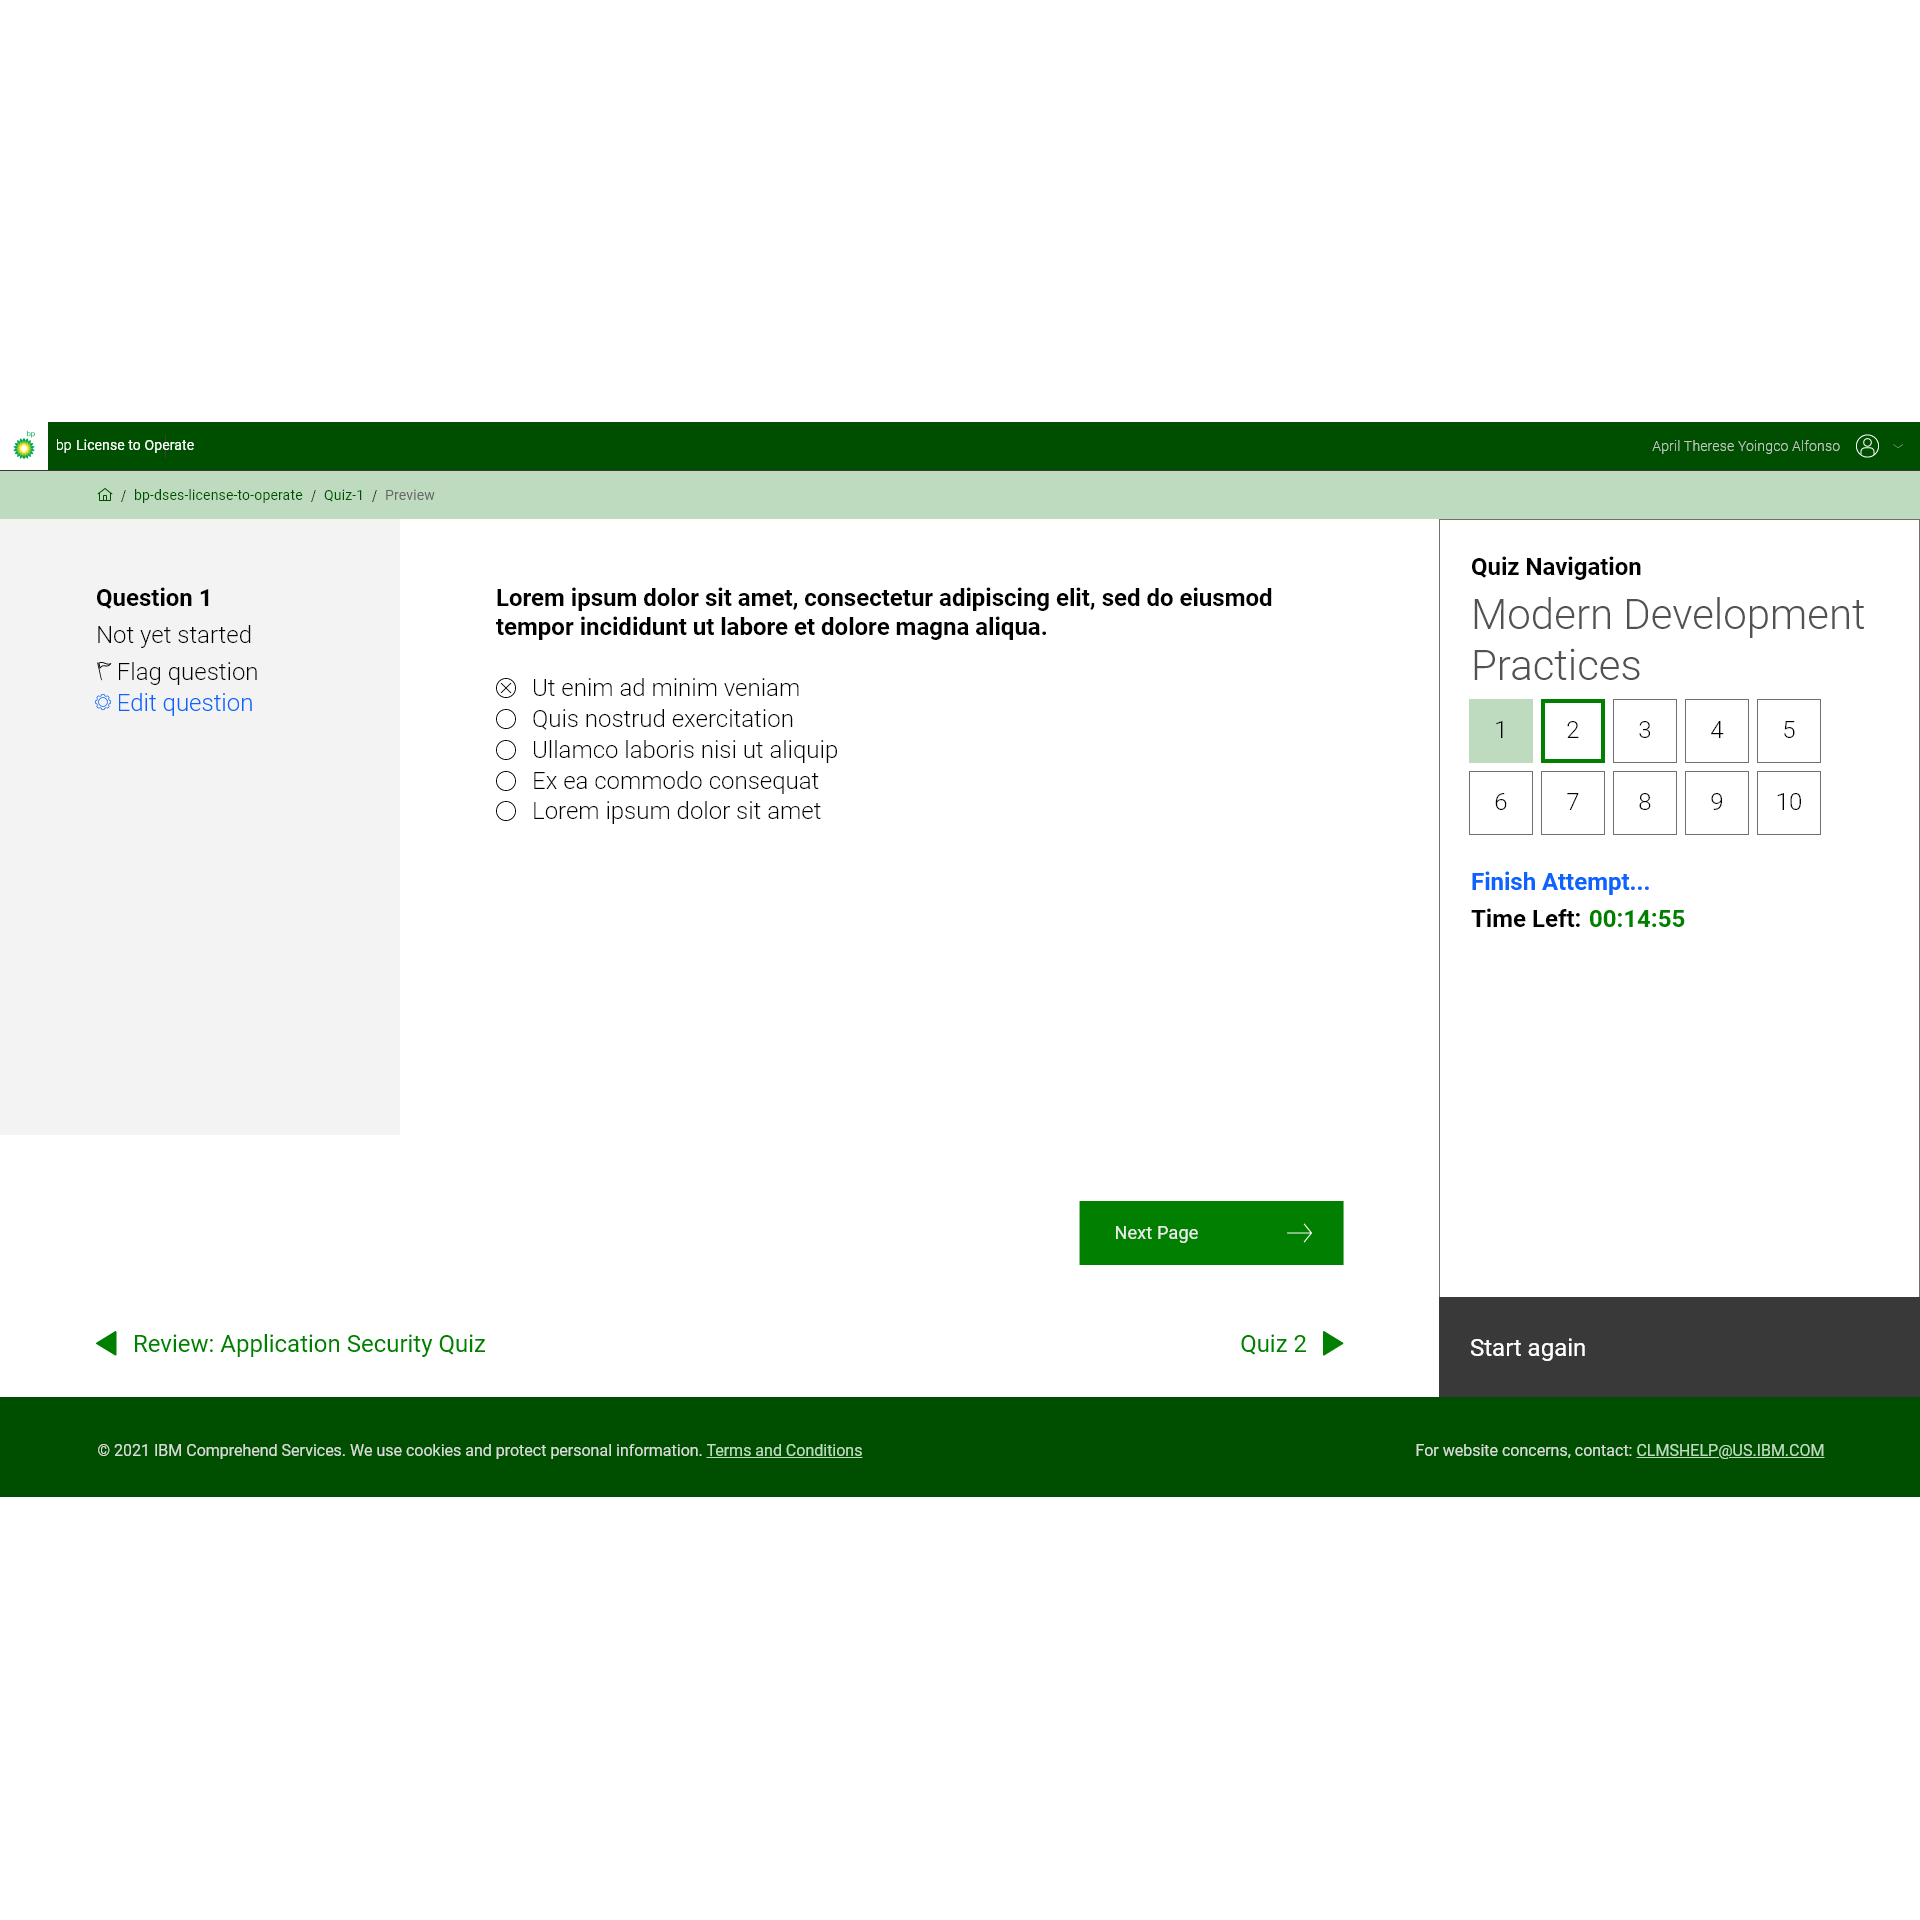 bp
bp License to Operate
April Therese Yoingco Alfonso
/ bp-dses-license-to-operate / Quiz-1 / Preview
Question 1
Not yet started
Flag question
Edit question
Lorem ipsum dolor sit amet, consectetur adipiscing elit, sed do eiusmod
tempor incididunt ut labore et dolore magna aliqua.
Ut enim ad minim veniam
Quis nostrud exercitation
Ullamco laboris nisi ut aliquip
Ex ea commodo consequat
Lorem ipsum dolor sit amet
Quiz Navigation
Modern Development
Practices
1 2 3 4 5
6 7 8 9 10
Finish Attempt...
Time Left: 00:14:55
Next Page
Review: Application Security Quiz
Quiz 2
Start again
© 2021 IBM Comprehend Services. We use cookies and protect personal information. Terms and Conditions
For website concerns, contact: CLMSHELP@US.IBM.COM